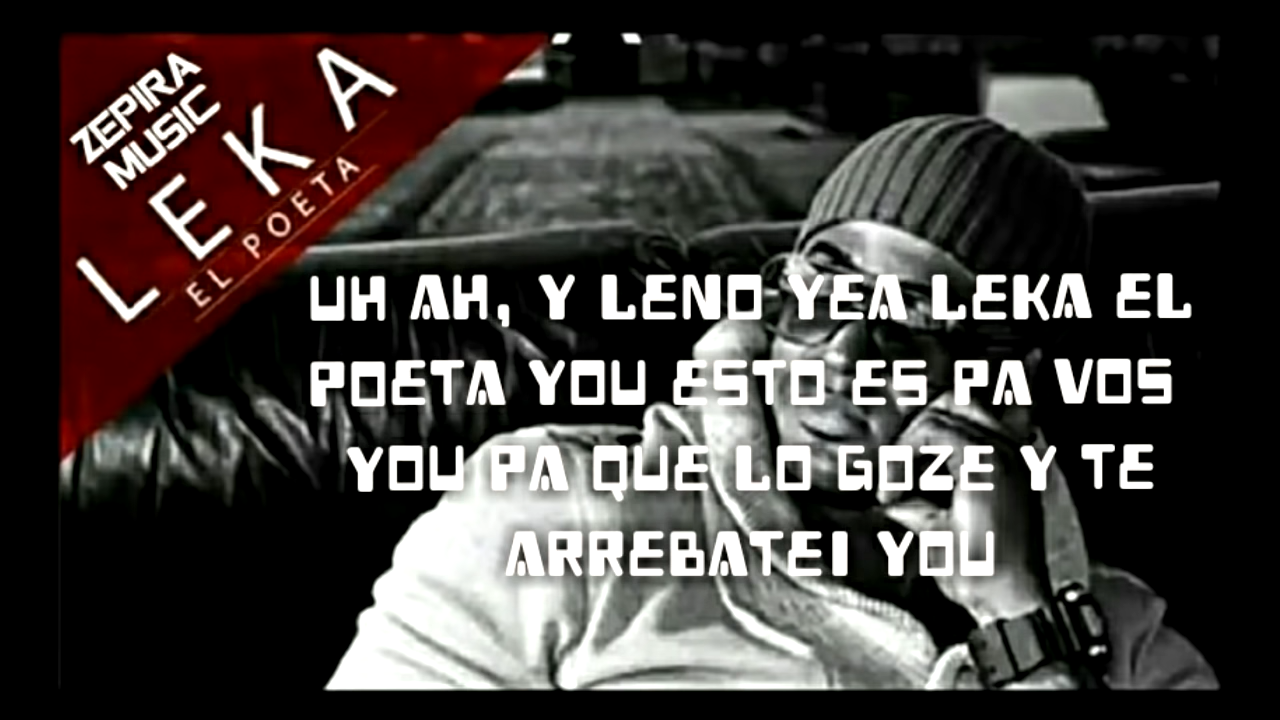 ZEPIRA
MUSIC
LEKA
EL POETA
UH AH, Y LENO YEA LEKA EL
POETA YOU ESTO ES PA VOS
YOU PA QUE LO GOZE Y TE
ARREBATEI YOU